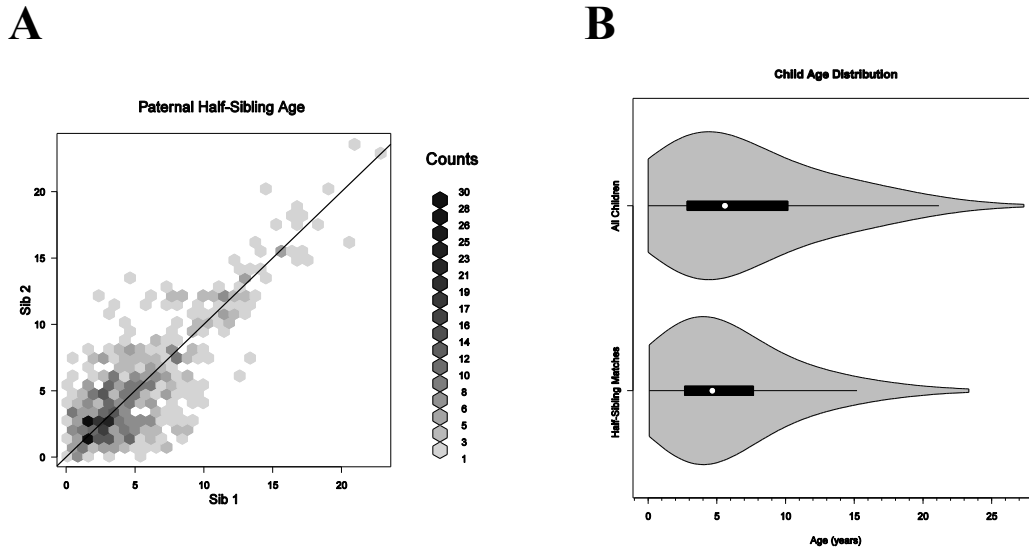 A
Paternal Half-Sibling Age
Sib 2
20
15
10
5
0
0 5 10 15 20
Sib 1
Counts
30
28
26
25
23
21
19
17
16
14
12
10
8
6
5
3
1
B
Child Age Distribution
All Children
Half-Sibling Matches
0 5 10 15 20 25
Age (years)